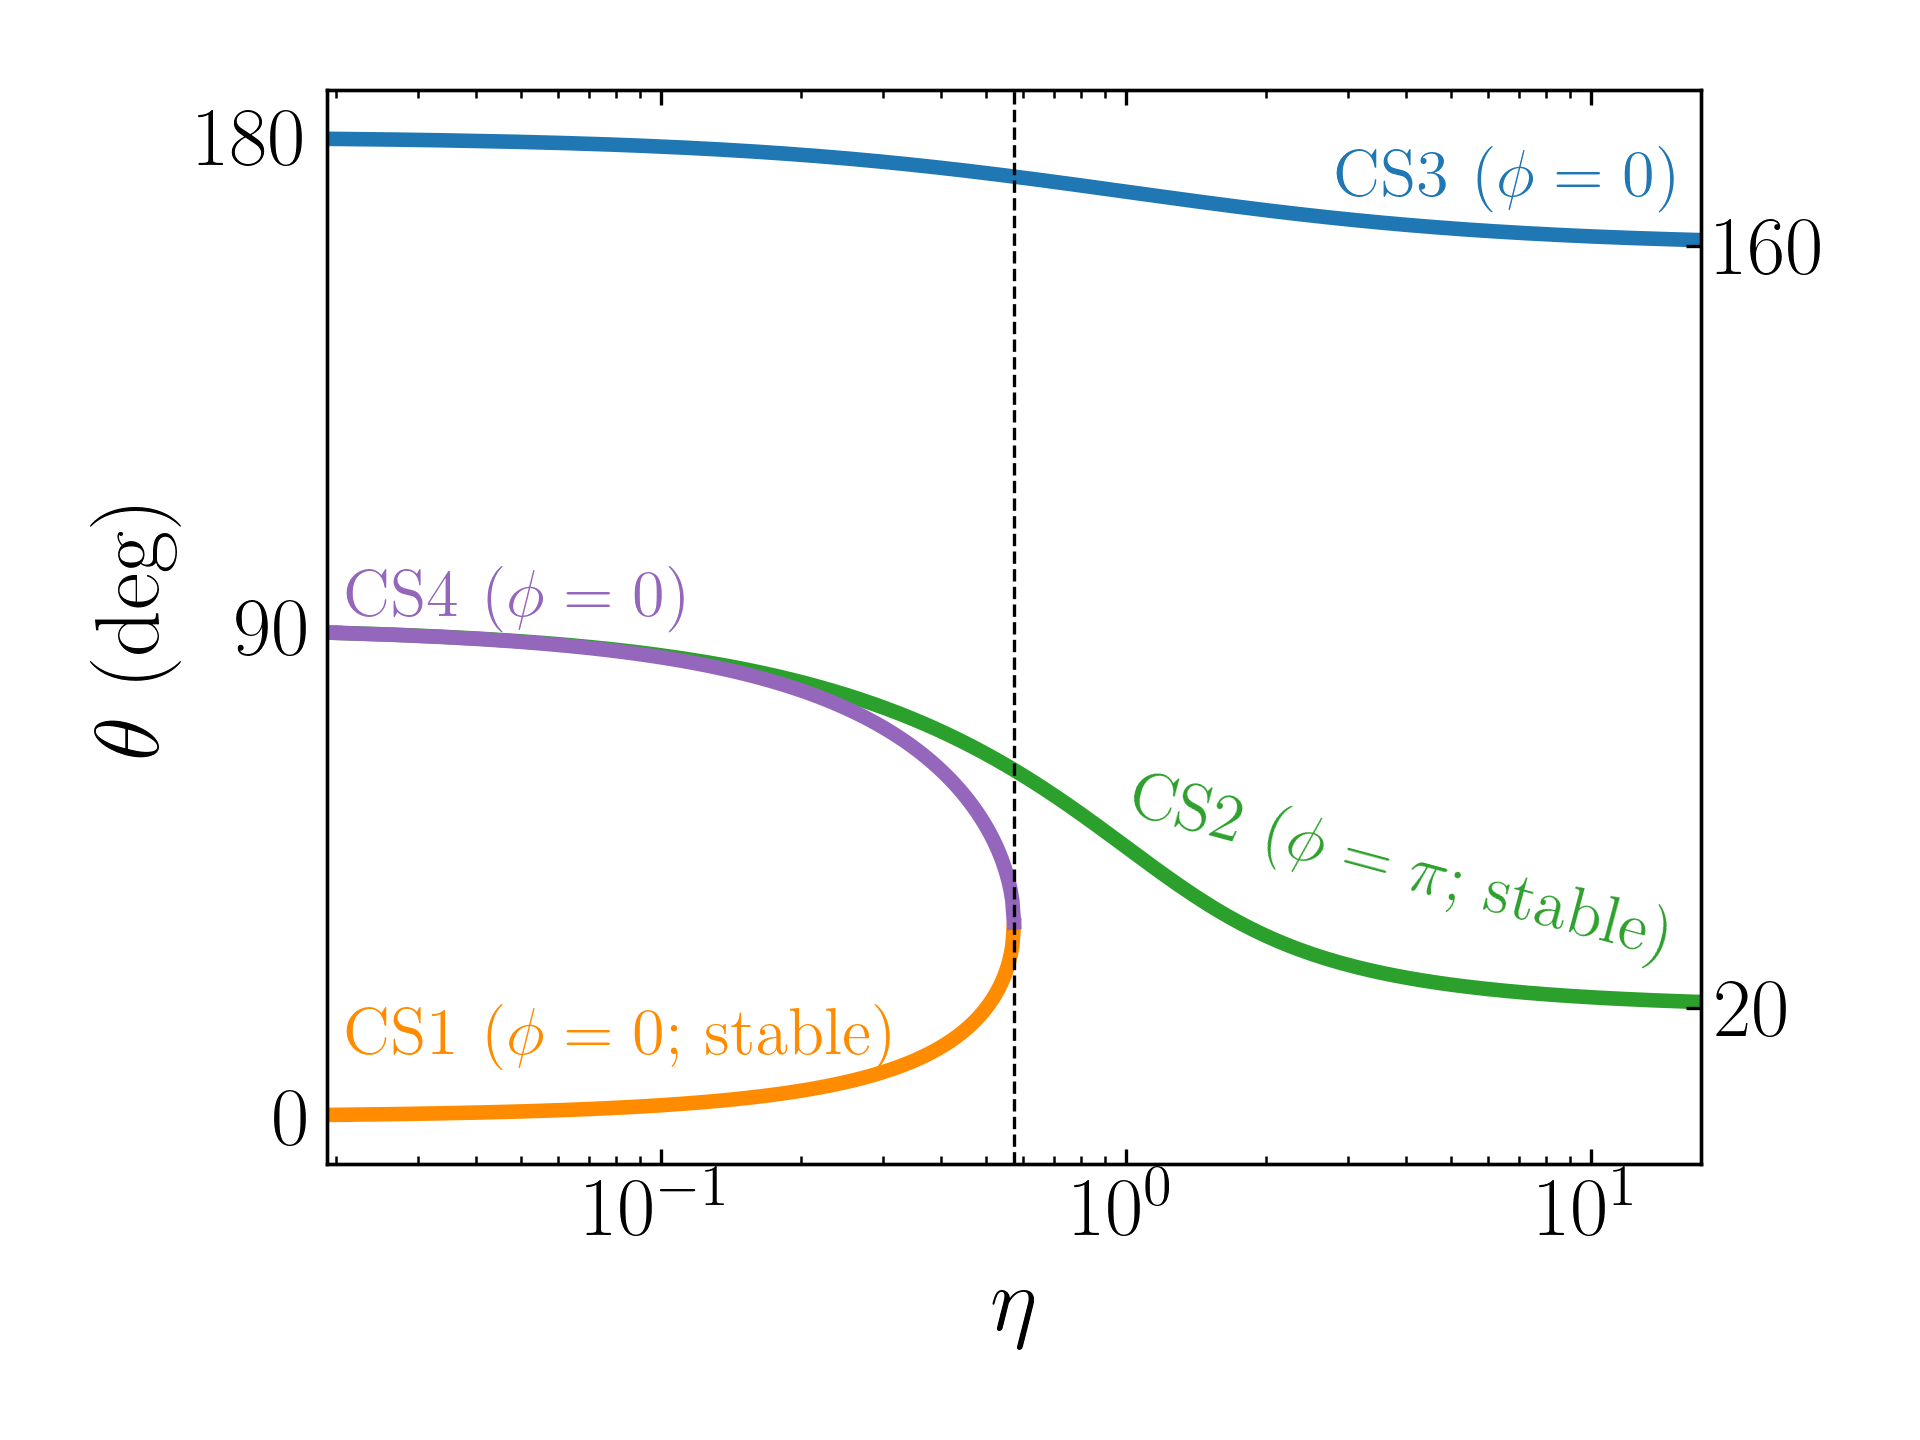 180
CS3 (ϕ = 0)
160
CS4 (ϕ = 0)
90
θ (deg)
CS2 (ϕ = π; stable)
CS1 (ϕ = 0; stable)
20
0
10⁻¹
10⁰
10¹
η